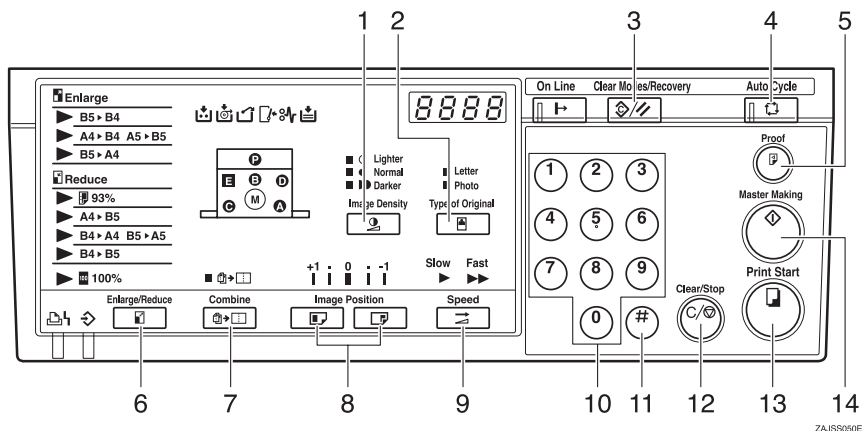 1 2 3 4 5
On Line Clear Modes/Recovery Auto Cycle
Enlarge
B5 ▶ B4
A4 ▶ B4 A5 ▶ B5
B5 ▶ A4
Reduce
93%
A4 ▶ B5
B4 ▶ A4 B5 ▶ A5
B4 ▶ B5
100%
8888
P
E B D
C M A
Lighter
Normal
Darker
Image Density
Letter
Photo
Type of Original
+1 0 -1
Slow Fast
Enlarge/Reduce Combine Image Position Speed
C
1 2 3
4 5 6
7 8 9
0 #
Proof
Master Making
Print Start
Clear/Stop
C/
6 7 8 9 10 11 12 13 14
ZAJSS050E